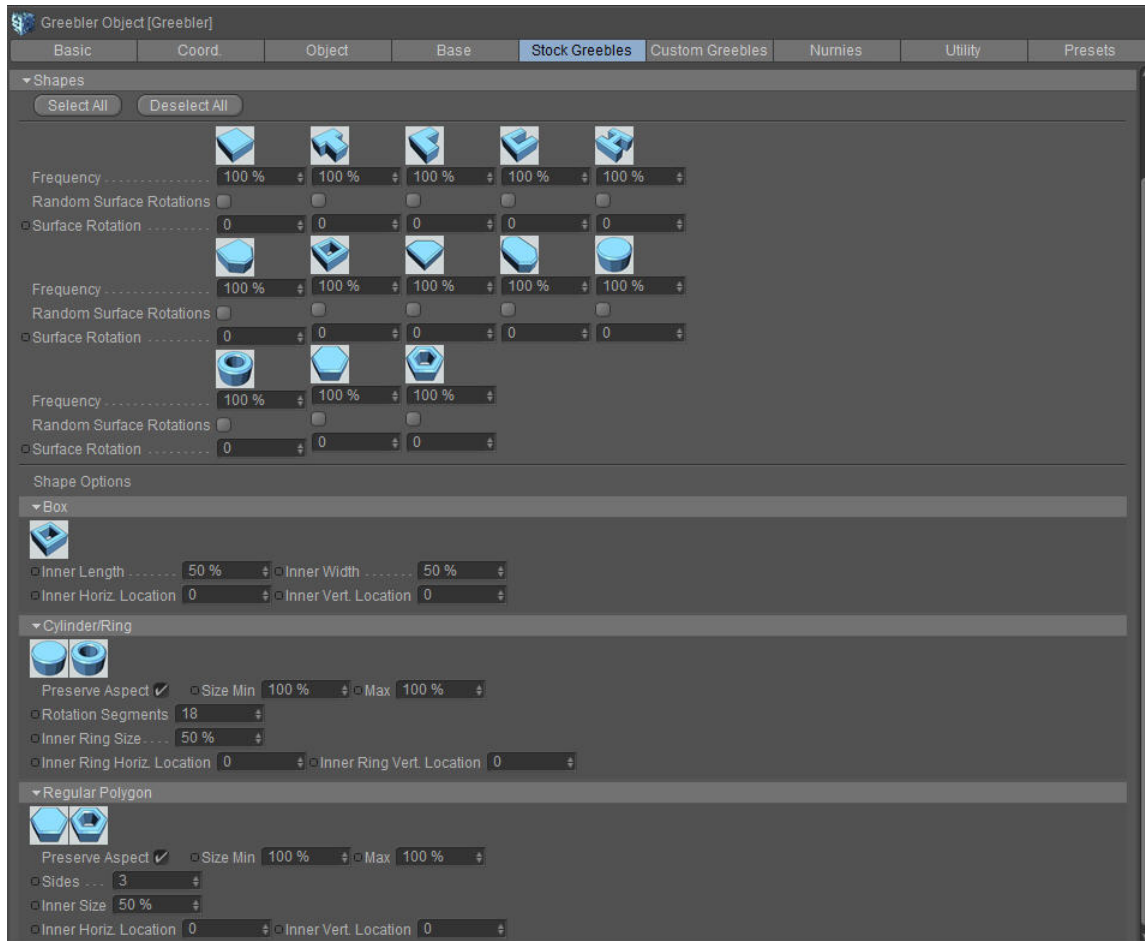 Greebler Object [Greebler]
Basic Coord. Object Base Stock Greebles Custom Greebles Nurnies Utility Presets
Shapes
Select All Deselect All
Frequency 100 % 100 % 100 % 100 % 100 %
Random Surface Rotations
Surface Rotation 0 0 0 0 0
Frequency 100 % 100 % 100 % 100 % 100 %
Random Surface Rotations
Surface Rotation 0 0 0 0 0
Frequency 100 % 100 % 100 %
Random Surface Rotations
Surface Rotation 0 0 0
Shape Options
Box
Inner Length 50 % Inner Width 50 %
Inner Horiz. Location 0 Inner Vert. Location 0
Cylinder/Ring
Preserve Aspect Size Min 100 % Max 100 %
Rotation Segments 18
Inner Ring Size 50 %
Inner Ring Horiz. Location 0 Inner Ring Vert. Location 0
Regular Polygon
Preserve Aspect Size Min 100 % Max 100 %
Sides 3
Inner Size 50 %
Inner Horiz. Location 0 Inner Vert. Location 0